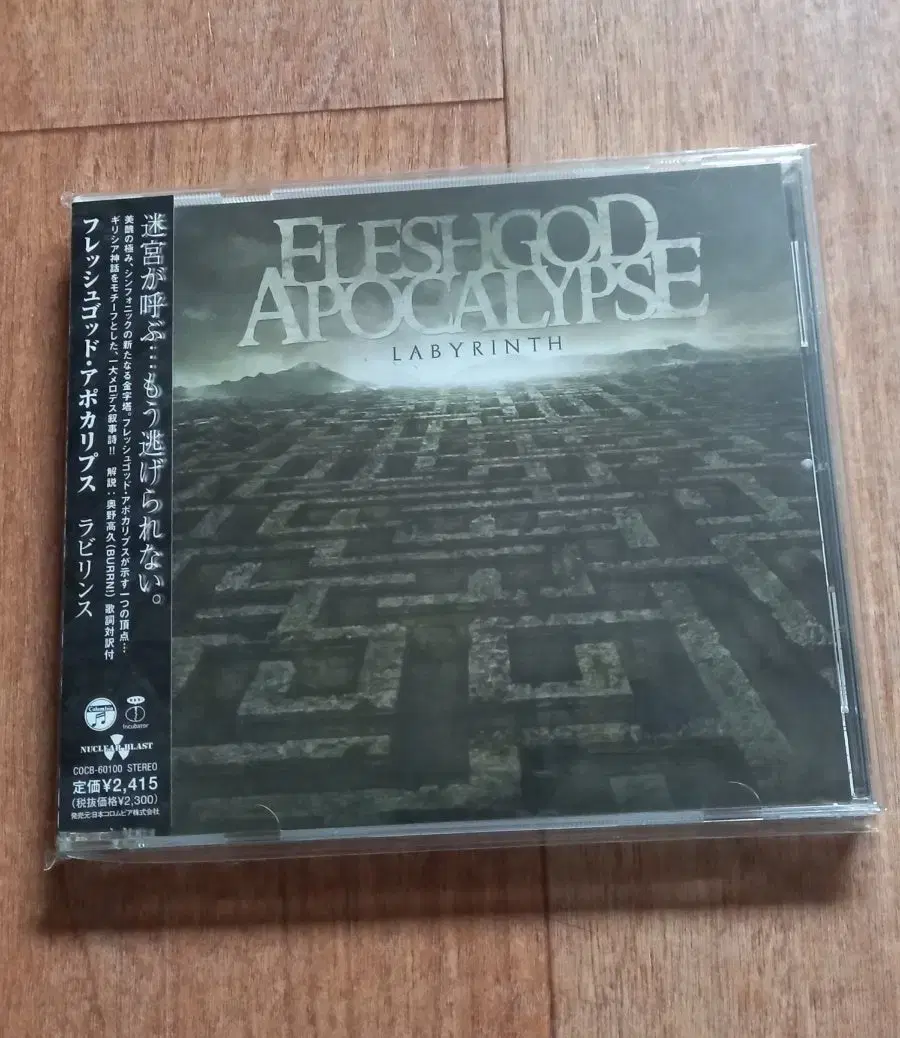 FLESHGOD
APOCALYPSE
LABYRINTH
迷宮が呼ぶ…もう逃げられない。
美醜の極み、シンフォニックの新たなる金字塔。フレッシュゴッド・アポカリプスが示す一つの頂点…
ギリシア神話をモチーフとした、一大メロデス叙事詩!! 解説:奥野高久(BURRN!) 歌詞対訳付
フレッシュゴッド・アポカリプス ラビリンス
Columbia
Incubator
NUCLEAR BLAST
COCB-60100 STEREO
定価¥2,415
(税抜価格¥2,300)
発売元:日本コロムビア株式会社